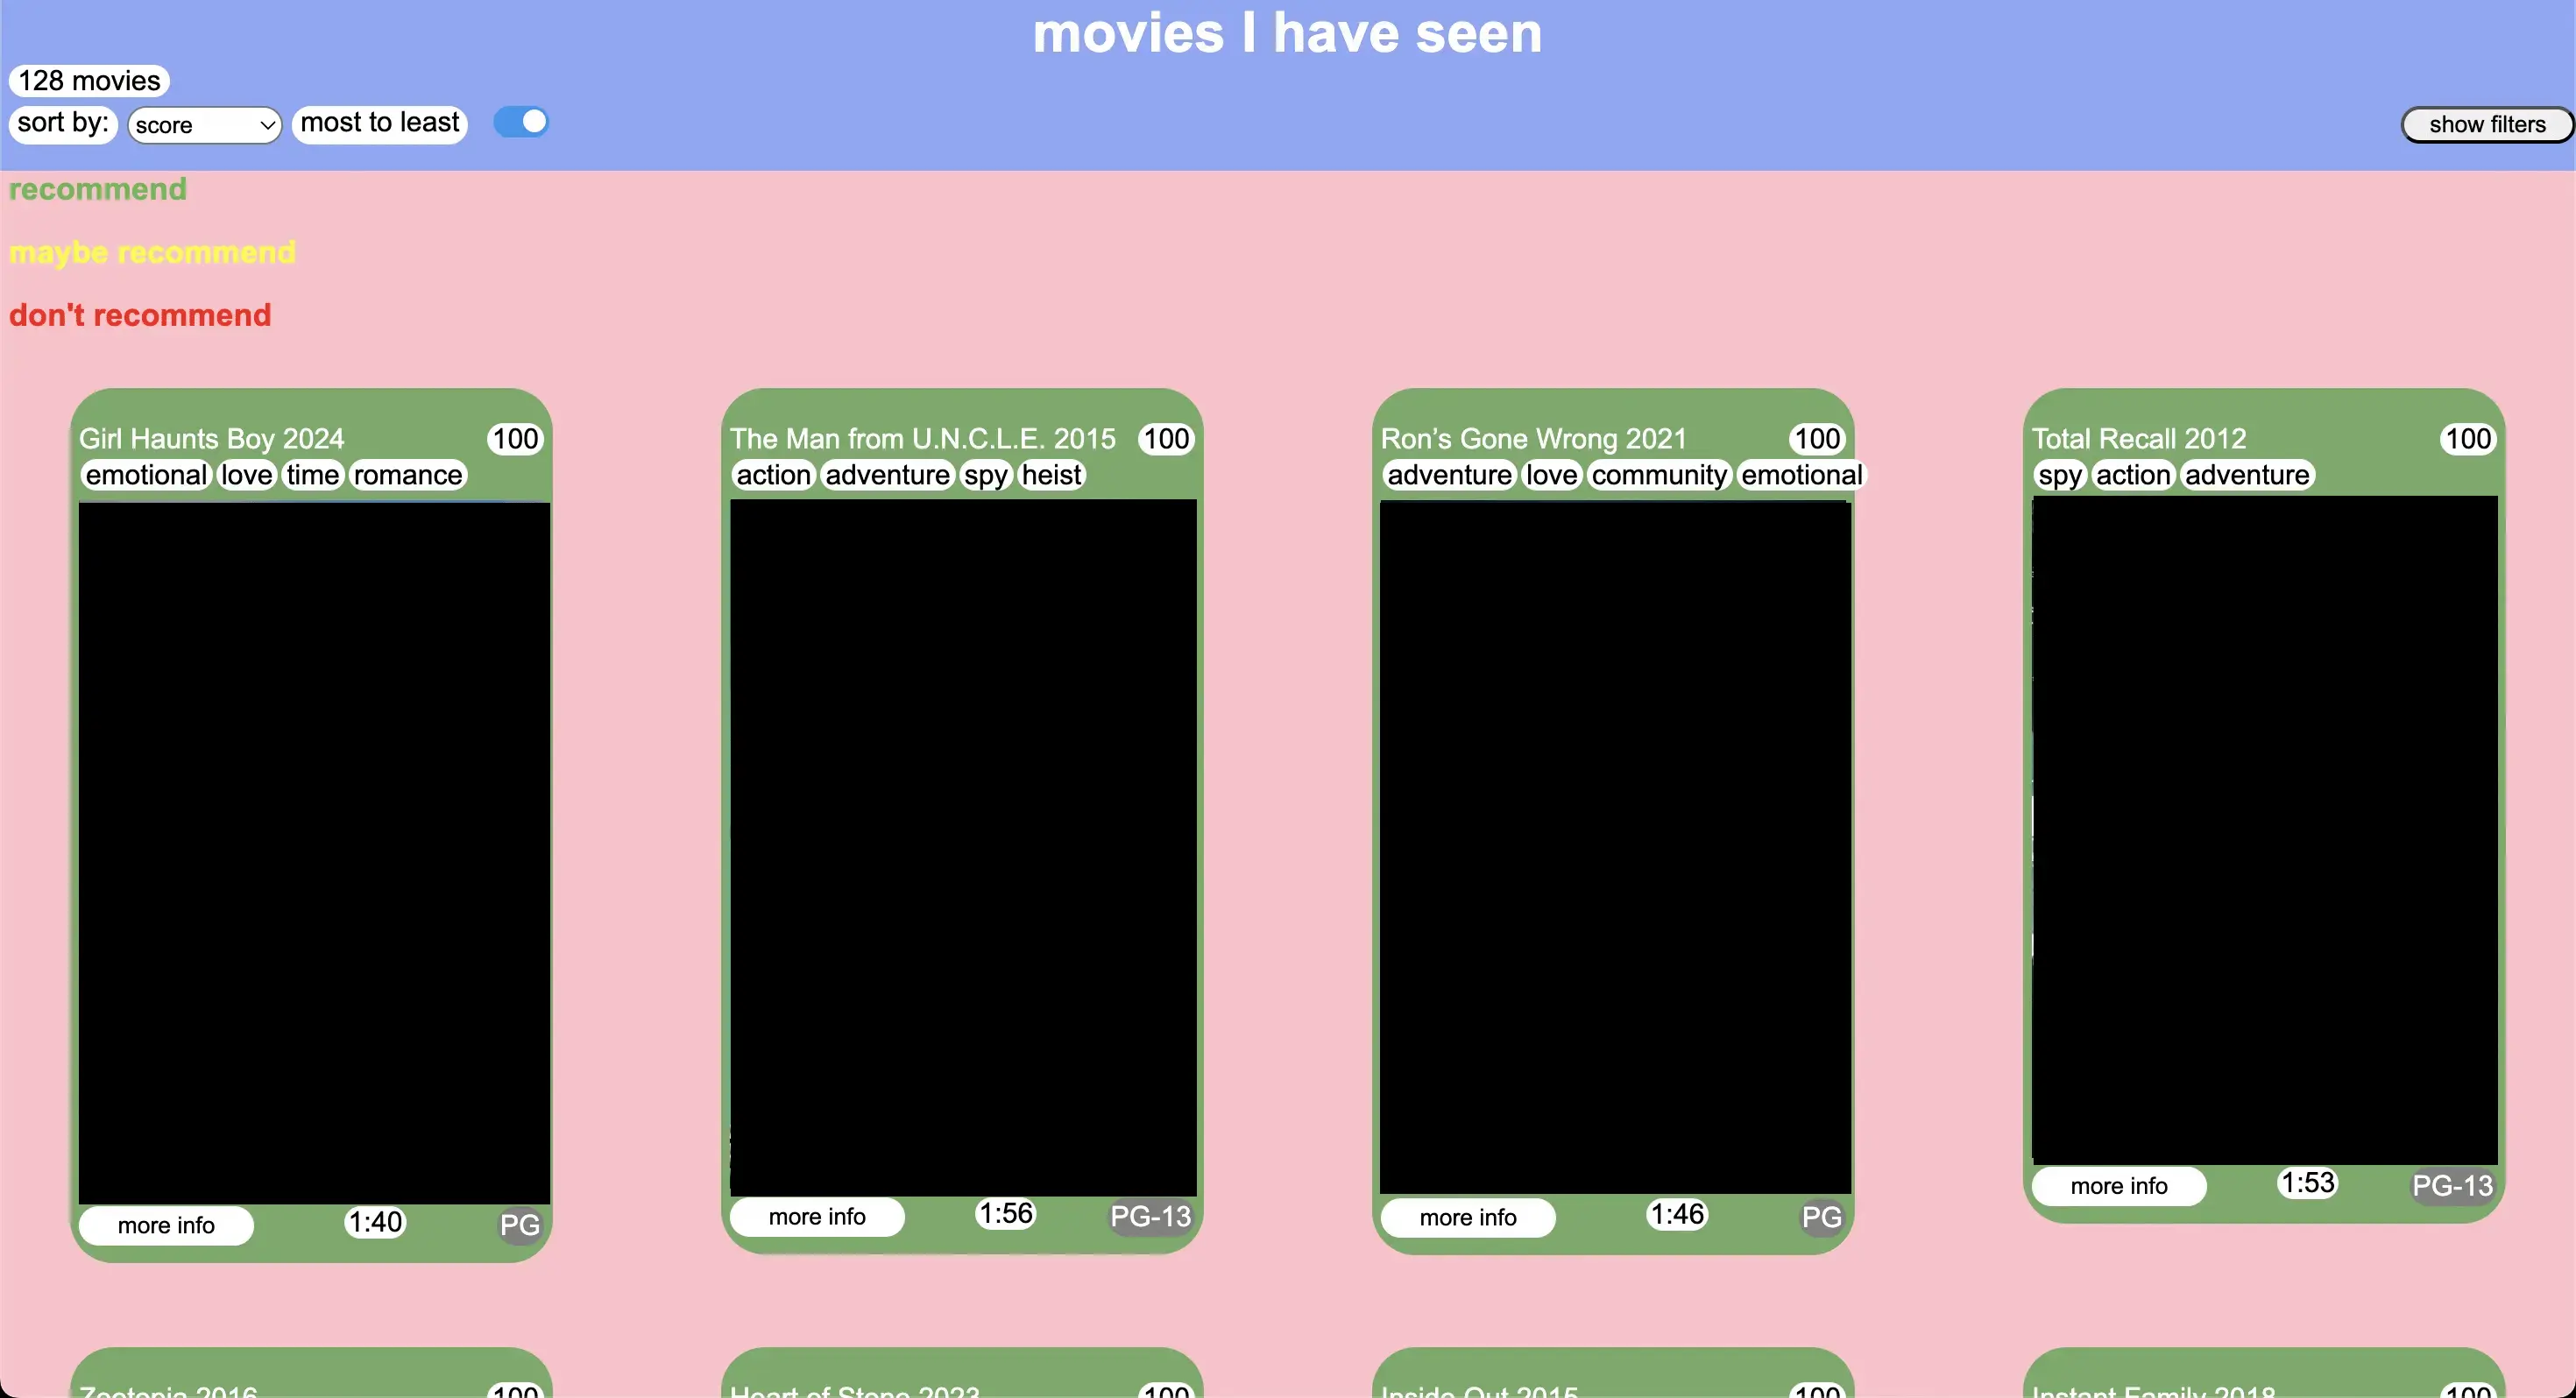 movies I have seen
128 movies
sort by: score most to least
show filters
recommend
maybe recommend
don't recommend
Girl Haunts Boy 2024 100
emotional love time romance
more info 1:40 PG
The Man from U.N.C.L.E. 2015 100
action adventure spy heist
more info 1:56 PG-13
Ron’s Gone Wrong 2021 100
adventure love community emotional
more info 1:46 PG
Total Recall 2012 100
spy action adventure
more info 1:53 PG-13
Zootopia 2016 100
Heart of Stone 2023 100
Inside Out 2015 100
Instant Family 2018 100